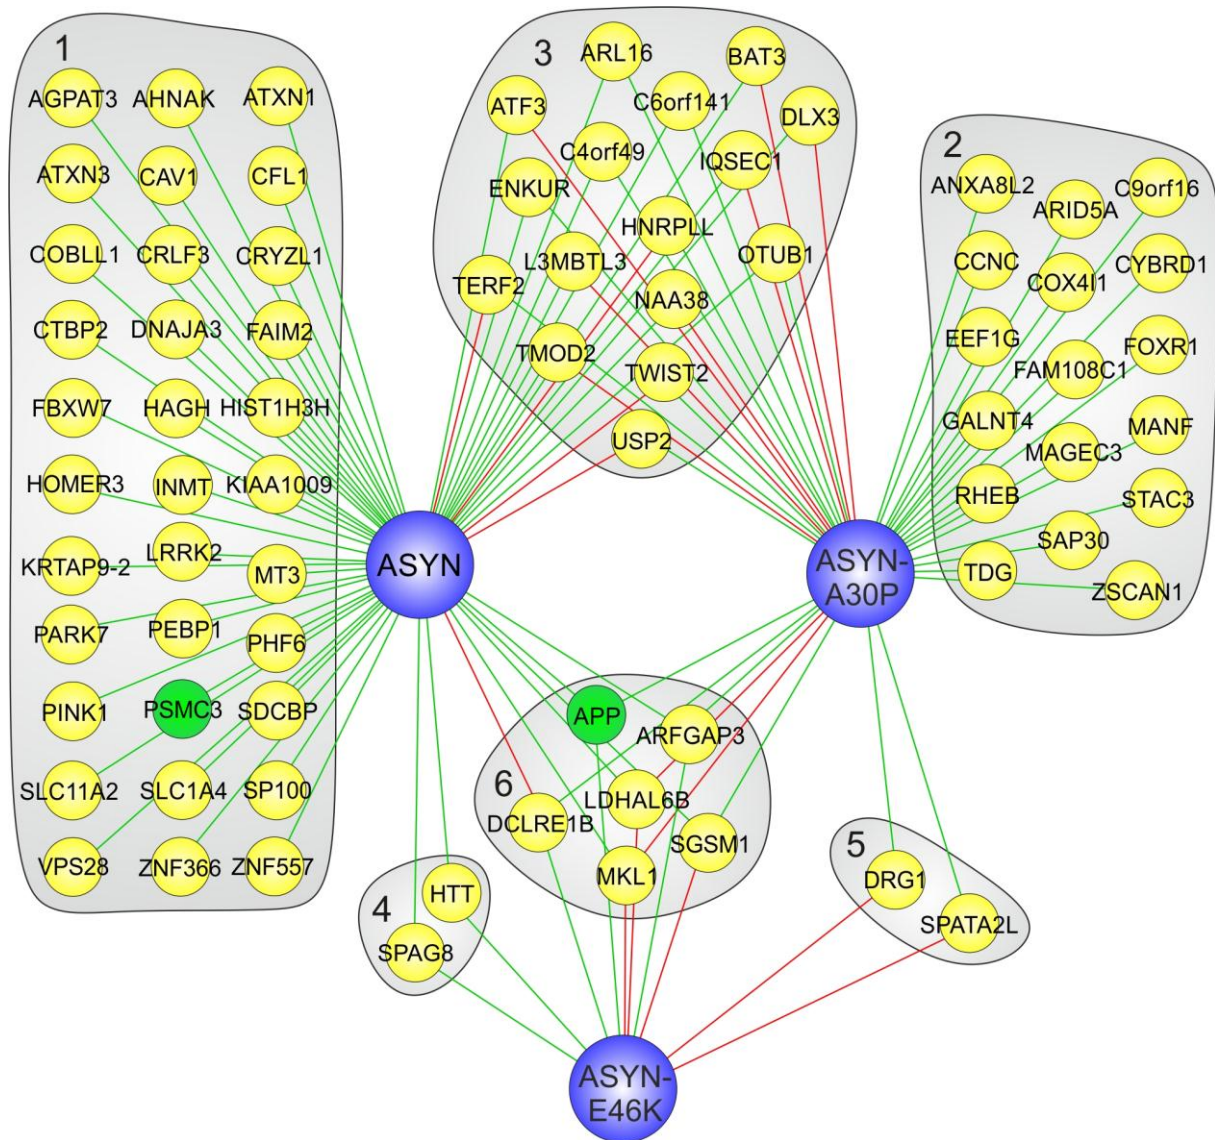 1
AGPAT3 AHNAK ATXN1
ATXN3 CAV1 CFL1
COBLL1 CRLF3 CRYZL1
CTBP2 DNAJA3 FAIM2
FBXW7 HAGH HIST1H3H
HOMER3 INMT KIAA1009
KRTAP9-2 LRRK2 MT3
PARK7 PEBP1 PHF6
PINK1 PSMC3 SDCBP
SLC11A2 SLC1A4 SP100
VPS28 ZNF366 ZNF557
3
ARL16 BAT3
ATF3 C6orf141 DLX3
C4orf49 IQSEC1
ENKUR
HNRPLL
L3MBTL3 OTUB1
TERF2 NAA38
TMOD2 TWIST2
USP2
2
ANXA8L2 ARID5A C9orf16
CCNC COX4I1 CYBRD1
EEF1G FAM108C1 FOXR1
GALNT4 MAGEC3 MANF
RHEB SAP30 STAC3
TDG ZSCAN1
ASYN
ASYN-
A30P
6
APP ARFGAP3
LDHAL6B
DCLRE1B SGSM1
MKL1
4
HTT
SPAG8
5
DRG1
SPATA2L
ASYN-
E46K